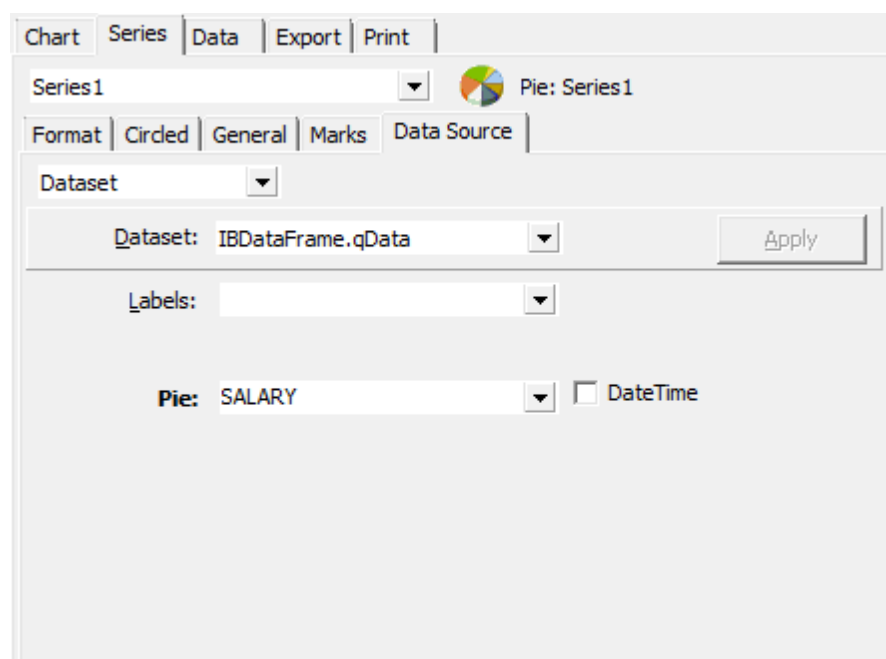 Chart Series Data Export Print
Series1 Pie: Series1
Format Circled General Marks Data Source
Dataset
Dataset: IBDataFrame.qData Apply
Labels:
Pie: SALARY DateTime